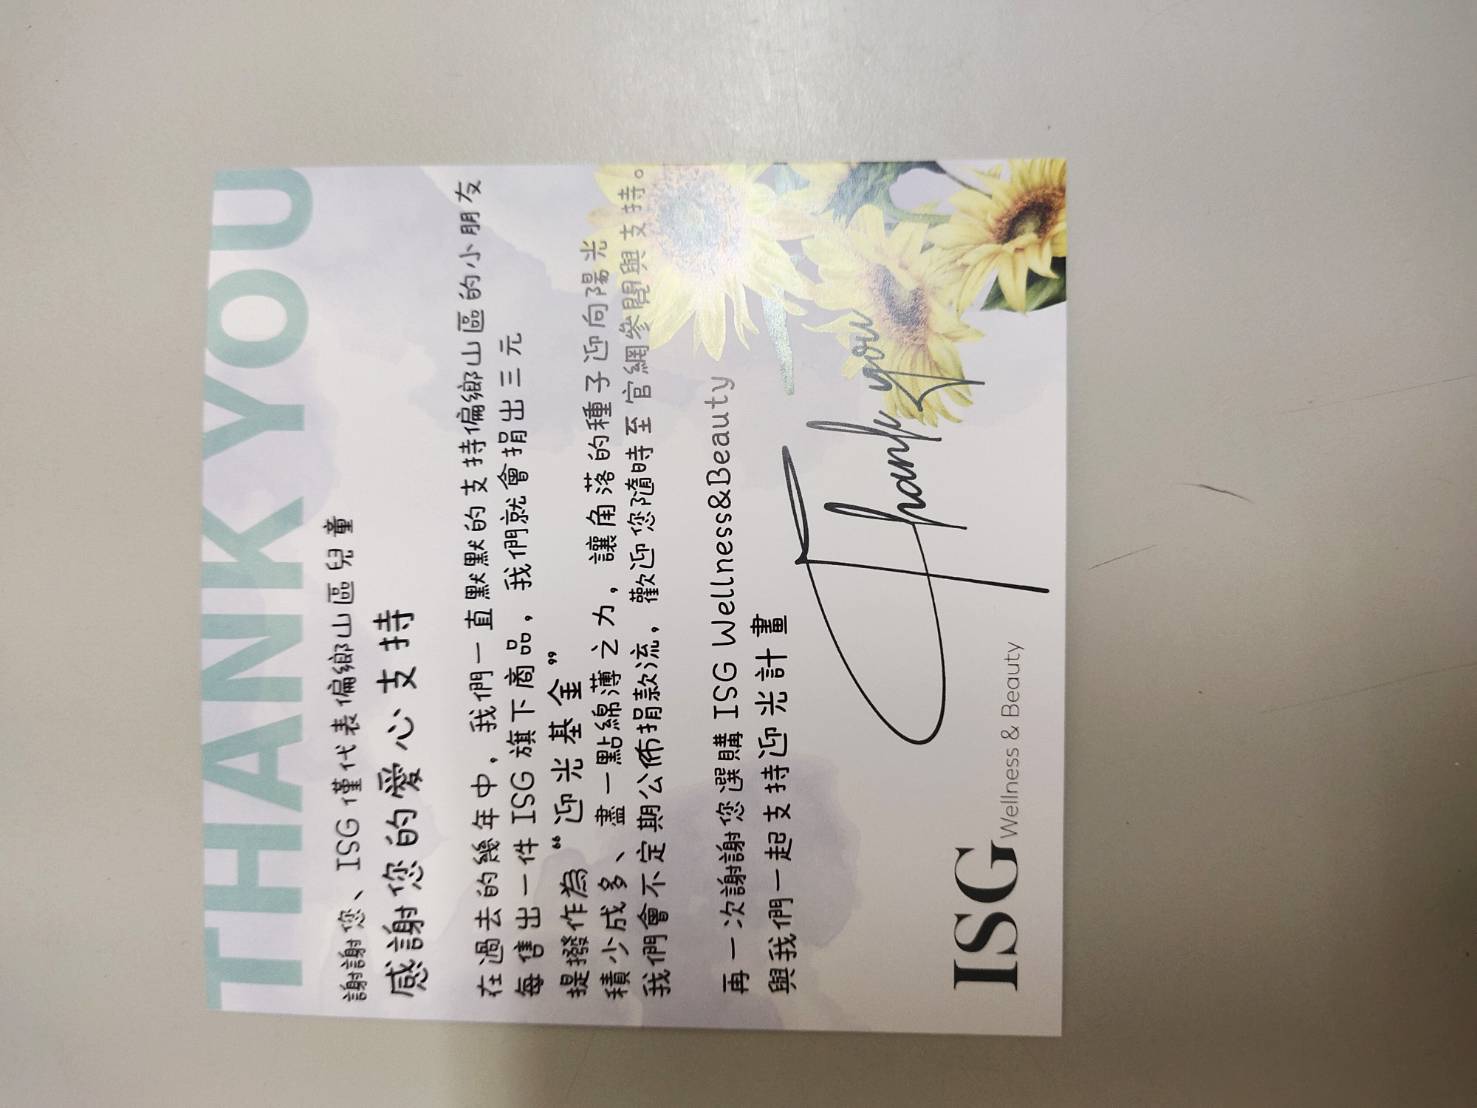 THANK YOU
謝謝您、ISG僅代表偏鄉山區兒童
感謝您的愛心支持
在過去的幾年中，我們一直默默的支持偏鄉山區的小朋友
每售出一件 ISG 旗下商品，我們就會捐出三元
提撥作為 “迎光基金”
積少成多、盡一點綿薄之力，讓角落的種子迎向陽光
我們會不定期公佈捐款流，歡迎您隨時至官網參閱與支持。
再一次謝謝您選購 ISG Wellness&Beauty
與我們一起支持迎光計畫
Thank you
ISG Wellness & Beauty